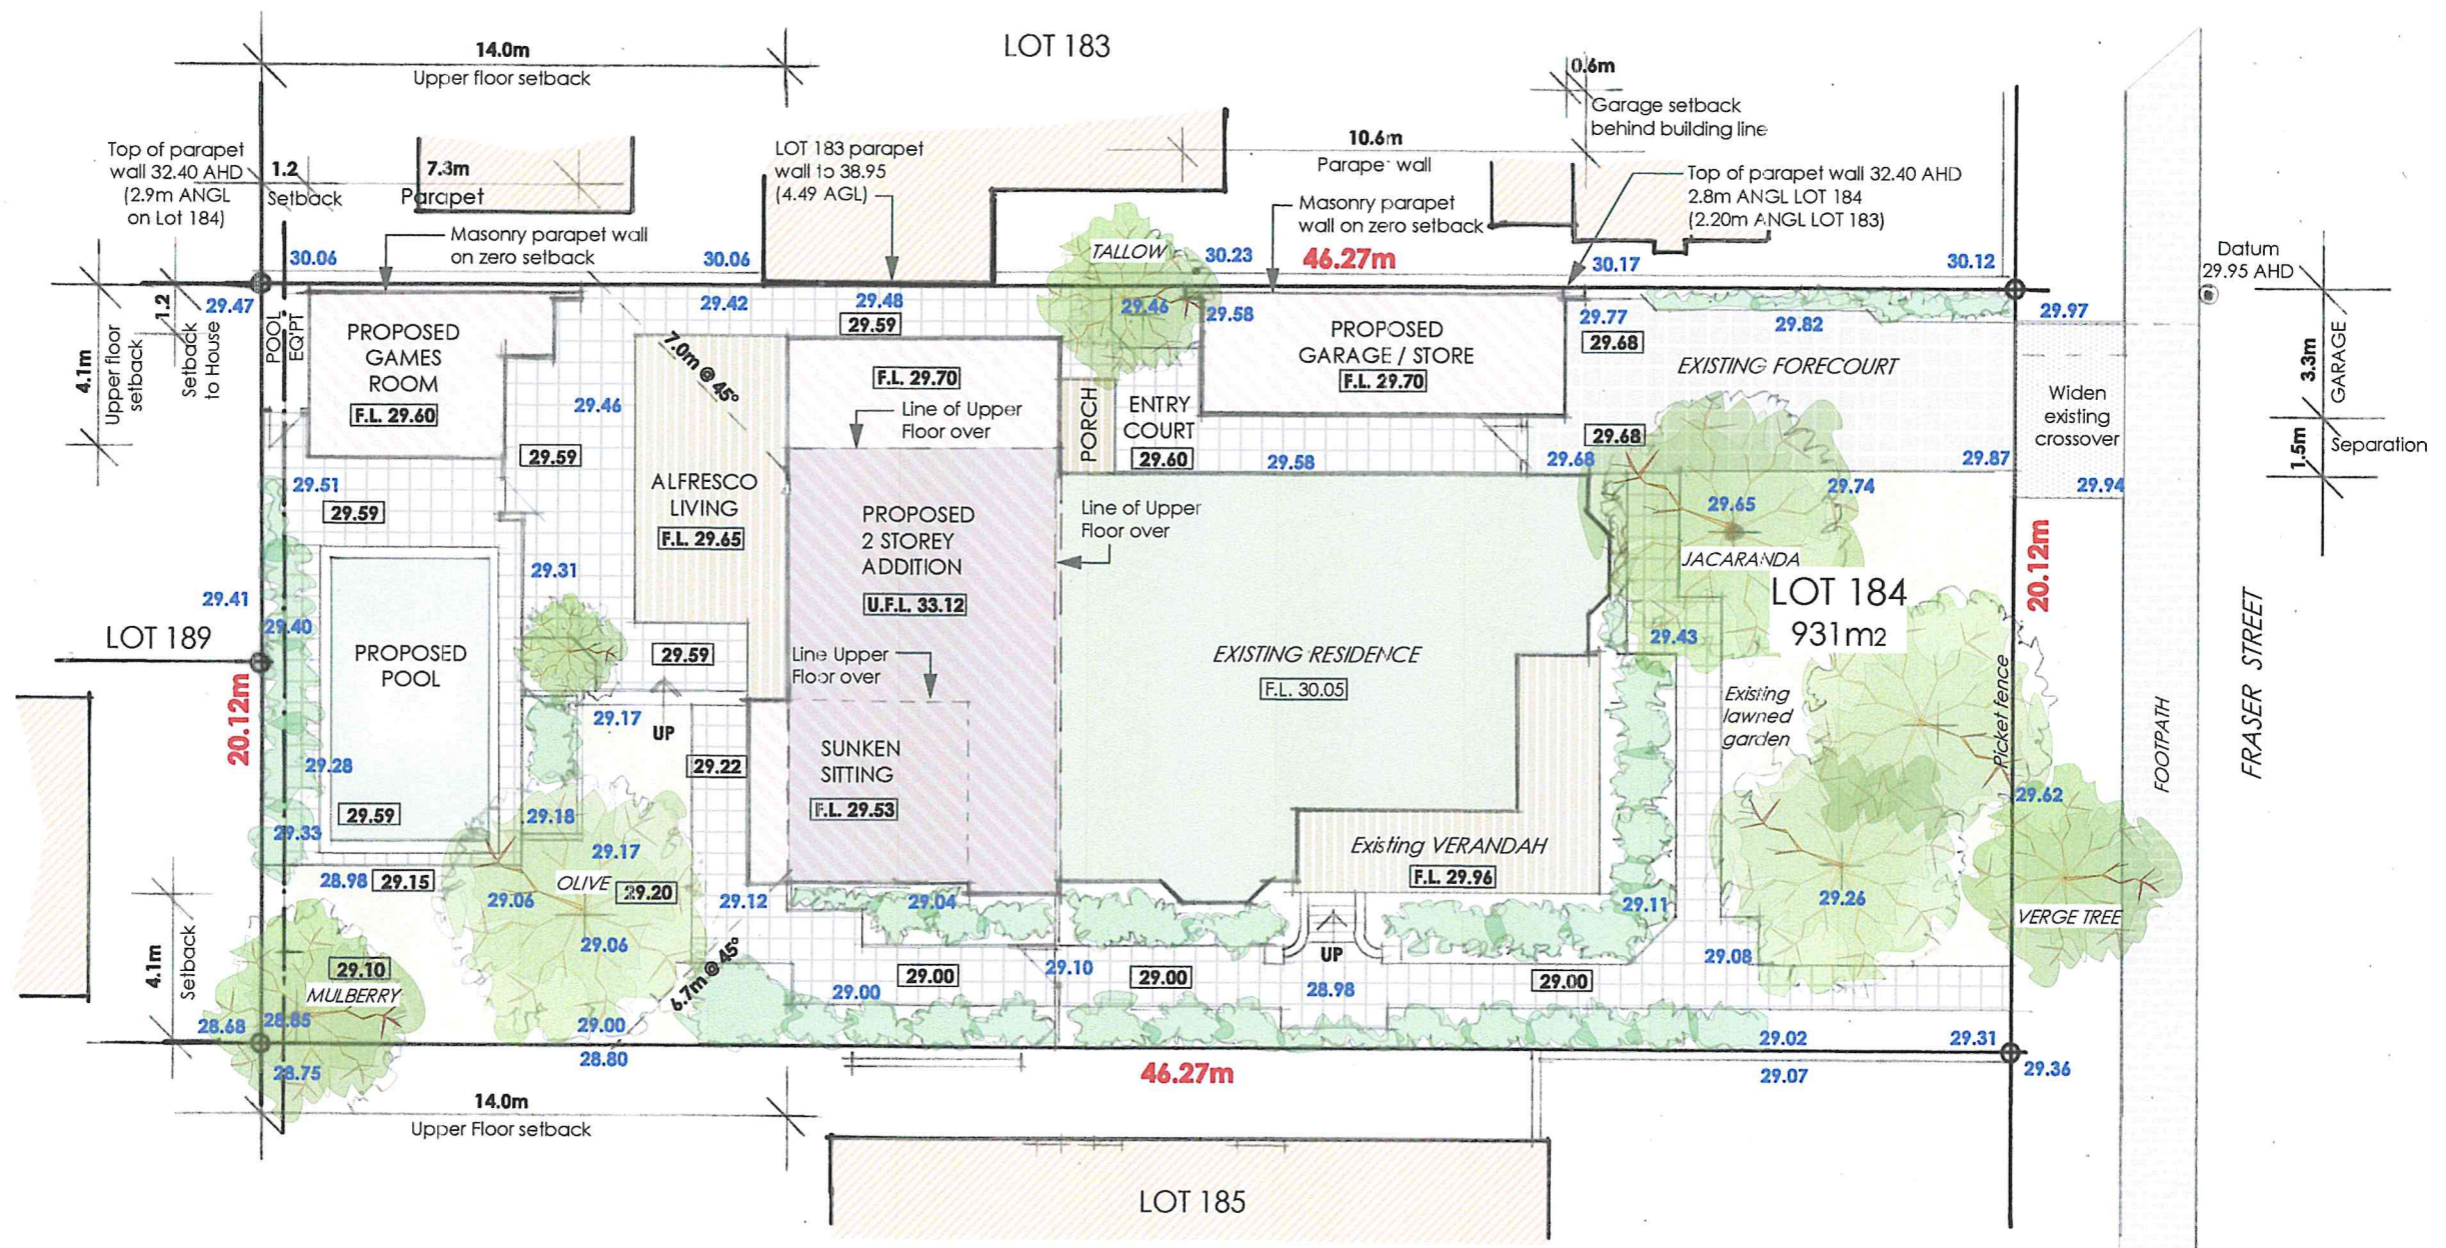 14.0m
Upper floor setback
LOT 183
0.6m
Garage setback
behind building line
Top of parapet
wall 32.40 AHD
(2.9m ANGL
on Lot 184)
1.2
Setback
7.3m
Parapet
LOT 183 parapet
wall to 38.95
(4.49 AGL)
10.6m
Parapet wall
Top of parapet wall 32.40 AHD
2.8m ANGL LOT 184
(2.20m ANGL LOT 183)
Masonry parapet wall
on zero setback
Masonry parapet
wall on zero setback
TALLOW
30.06
30.06
30.23
46.27m
30.17
30.12
Datum
29.95 AHD
29.47
29.42
29.48
29.59
29.46
29.58
29.77
29.68
29.82
29.97
4.1m
Upper floor
setback
1.2
Setback
to House
POOL
EQPT
PROPOSED
GAMES
ROOM
F.L. 29.60
7.0m @ 45°
F.L. 29.70
PROPOSED
GARAGE / STORE
F.L. 29.70
EXISTING FORECOURT
3.3m
GARAGE
1.5m
Separation
Widen
existing
crossover
29.46
Line of Upper
Floor over
PORCH
ENTRY
COURT
29.60
29.58
29.68
29.68
29.87
29.94
29.59
29.51
29.59
ALFRESCO
LIVING
F.L. 29.65
PROPOSED
2 STOREY
ADDITION
U.F.L. 33.12
Line of Upper
Floor over
29.65
29.74
JACARANDA
LOT 184
931m2
20.12m
29.31
29.41
29.40
LOT 189
PROPOSED
POOL
29.59
Line Upper
Floor over
EXISTING RESIDENCE
F.L. 30.05
29.43
Existing
lawned
garden
Picket fence
FOOTPATH
FRASER STREET
20.12m
29.17
UP
29.22
SUNKEN
SITTING
F.L. 29.53
29.28
29.59
29.33
29.18
29.17
29.62
Existing VERANDAH
F.L. 29.96
28.98
29.15
OLIVE
29.20
29.06
29.12
29.04
29.11
29.26
VERGE TREE
4.1m
Setback
29.06
6.7m @ 45°
29.10
MULBERRY
29.00
29.00
29.10
29.00
UP
28.98
29.00
29.08
28.68
28.85
29.00
28.80
28.75
29.02
29.31
29.07
29.36
46.27m
14.0m
Upper Floor setback
LOT 185